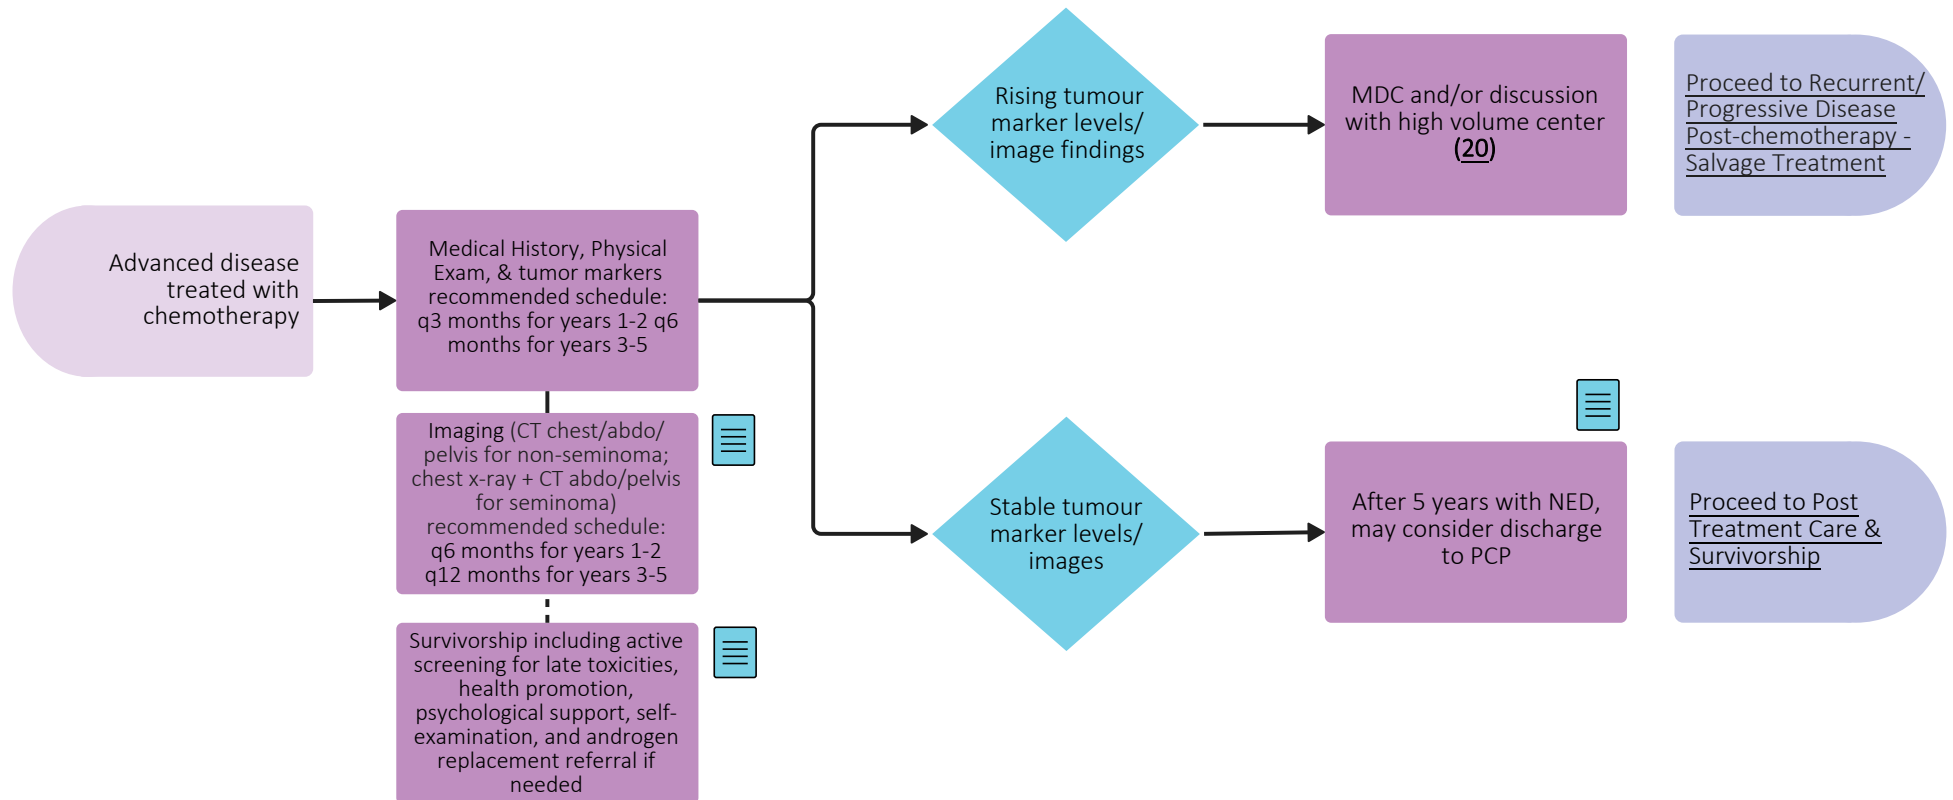 Advanced disease
treated with
chemotherapy
Medical History, Physical
Exam, & tumor markers
recommended schedule:
q3 months for years 1-2 q6
months for years 3-5
Imaging (CT chest/abdo/
pelvis for non-seminoma;
chest x-ray + CT abdo/pelvis
for seminoma)
recommended schedule:
q6 months for years 1-2
q12 months for years 3-5
Survivorship including active
screening for late toxicities,
health promotion,
psychological support, self-
examination, and androgen
replacement referral if
needed
Rising tumour
marker levels/
image findings
MDC and/or discussion
with high volume center
(20)
Proceed to Recurrent/
Progressive Disease
Post-chemotherapy -
Salvage Treatment
Stable tumour
marker levels/
images
After 5 years with NED,
may consider discharge
to PCP
Proceed to Post
Treatment Care &
Survivorship